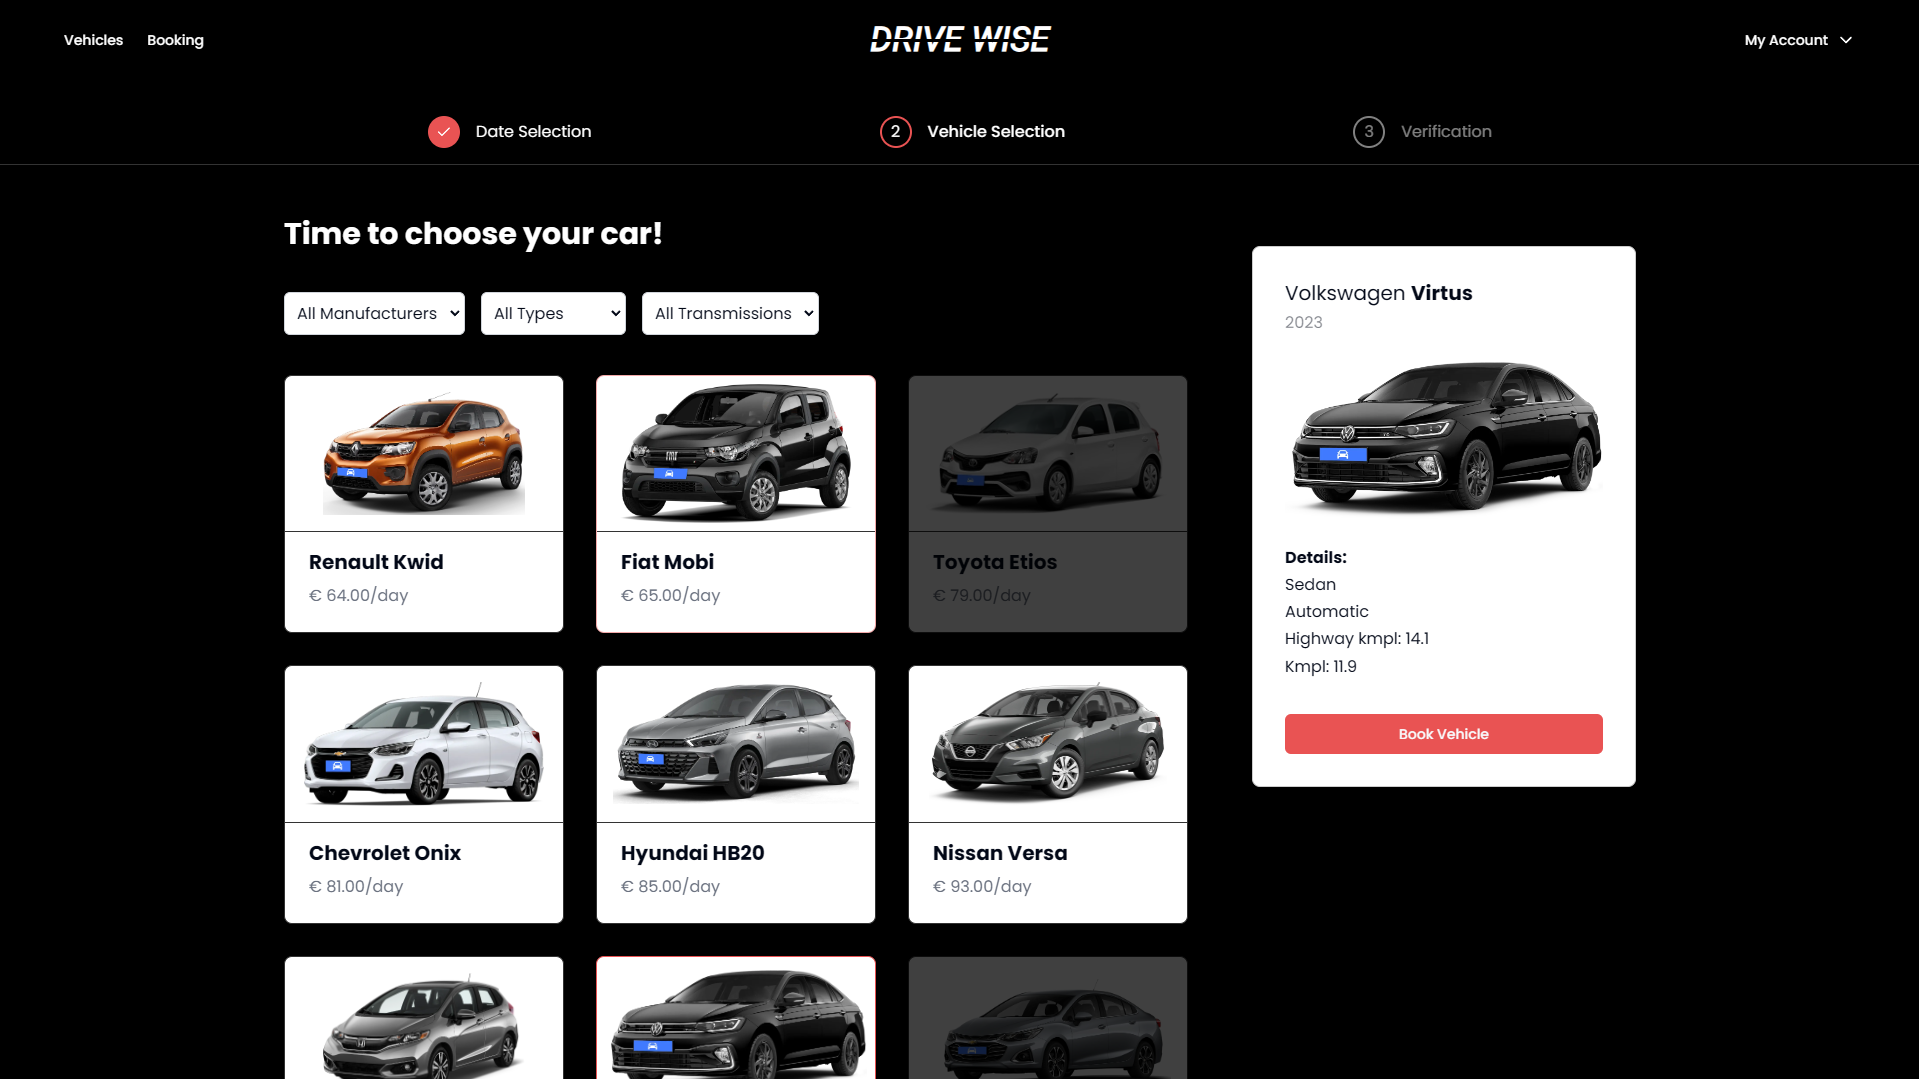 Vehicles
Booking
DRIVE WISE
My Account
Date Selection
2
Vehicle Selection
3
Verification
Time to choose your car!
All Manufacturers
All Types
All Transmissions
Renault Kwid
€ 64.00/day
Fiat Mobi
€ 65.00/day
Toyota Etios
€ 79.00/day
Chevrolet Onix
€ 81.00/day
Hyundai HB20
€ 85.00/day
Nissan Versa
€ 93.00/day
Volkswagen Virtus
2023
Details:
Sedan
Automatic
Highway kmpl: 14.1
Kmpl: 11.9
Book Vehicle